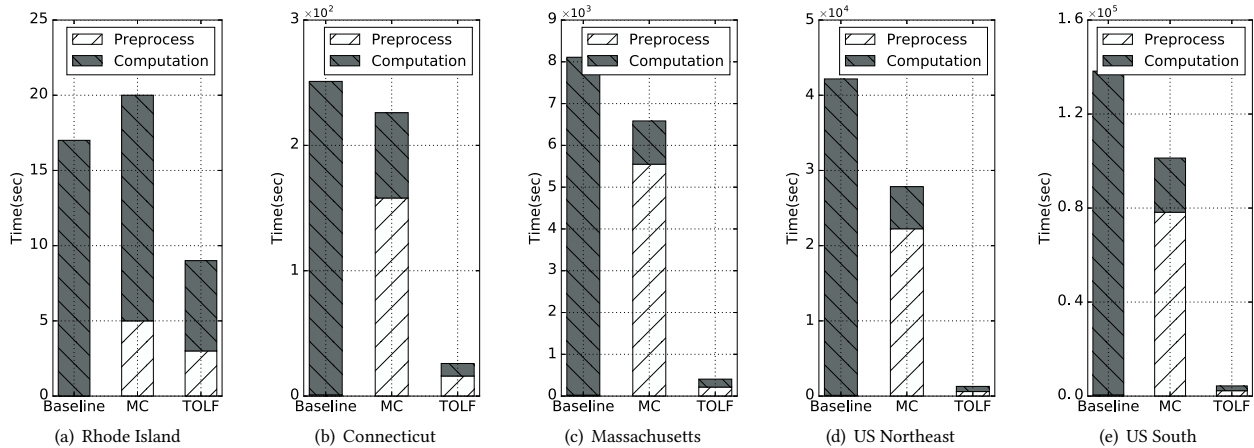 25
20
15
10
5
0
Time(sec)
Preprocess
Computation
Baseline MC TOLF
(a) Rhode Island
×10²
3
2
1
0
Time(sec)
Preprocess
Computation
Baseline MC TOLF
(b) Connecticut
×10³
9
8
7
6
5
4
3
2
1
0
Time(sec)
Preprocess
Computation
Baseline MC TOLF
(c) Massachusetts
×10⁴
5
4
3
2
1
0
Time(sec)
Preprocess
Computation
Baseline MC TOLF
(d) US Northeast
×10⁵
1.6
1.2
0.8
0.4
0.0
Time(sec)
Preprocess
Computation
Baseline MC TOLF
(e) US South